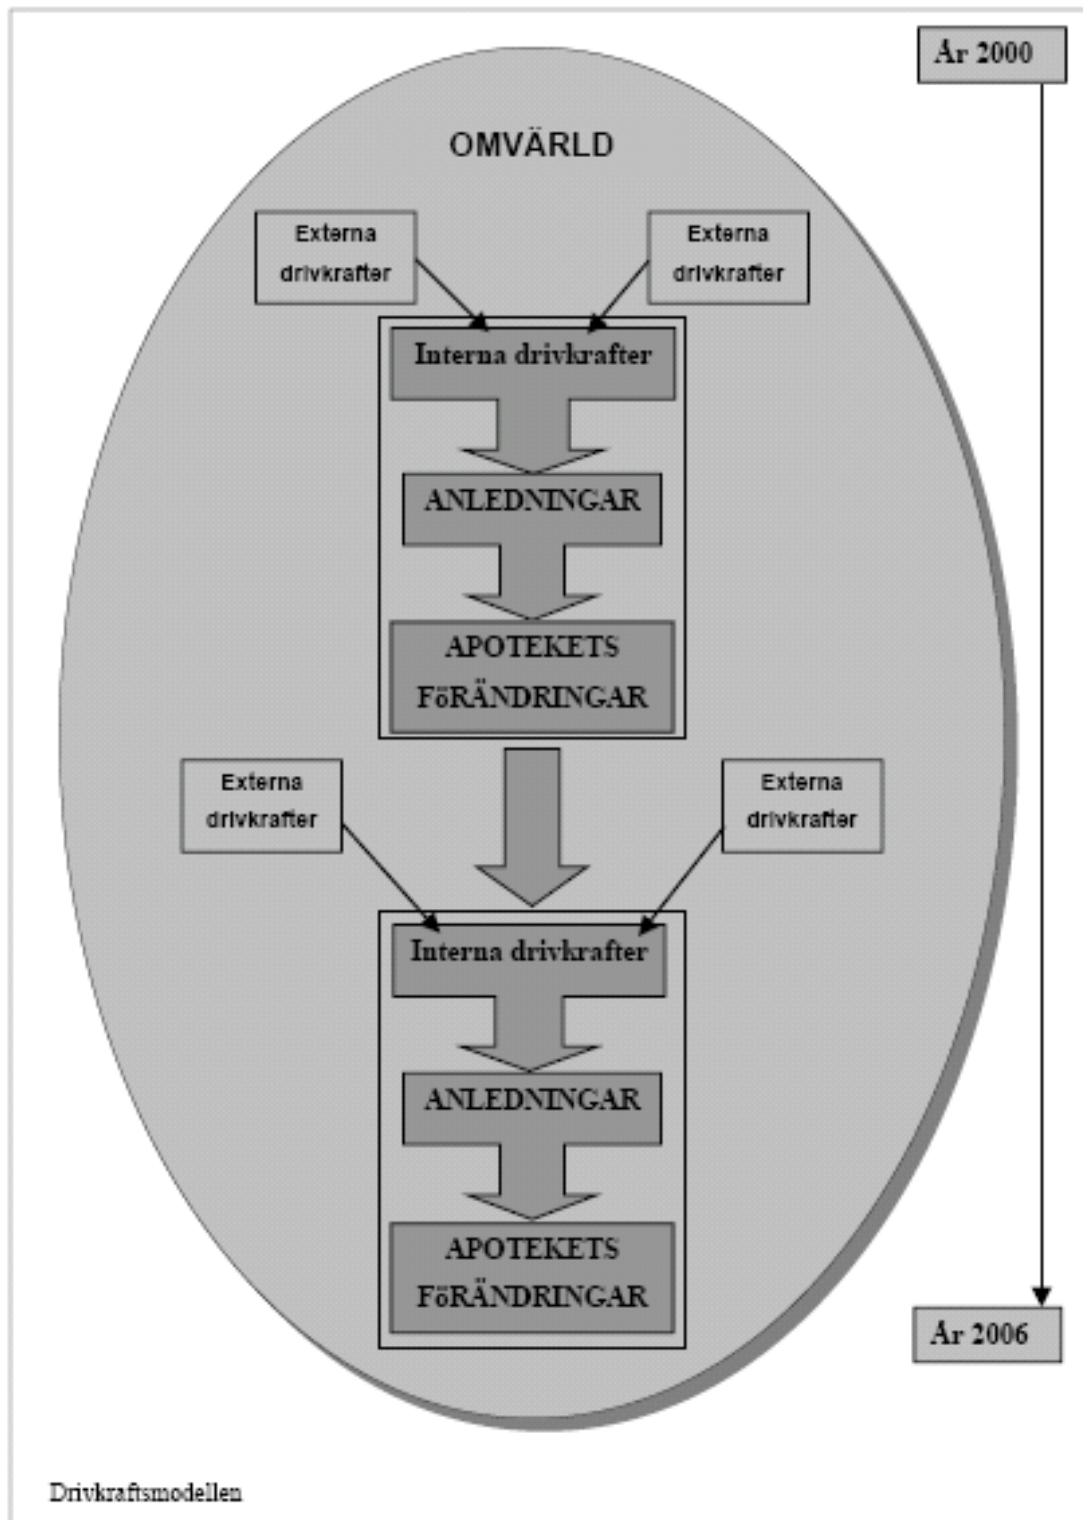 År 2000
OMVÄRLD
Externa
drivkrafter
Externa
drivkrafter
Interna drivkrafter
ANLEDNINGAR
APOTEKETS
FöRÄNDRINGAR
Externa
drivkrafter
Externa
drivkrafter
Interna drivkrafter
ANLEDNINGAR
APOTEKETS
FöRÄNDRINGAR
År 2006
Drivkraftsmodellen